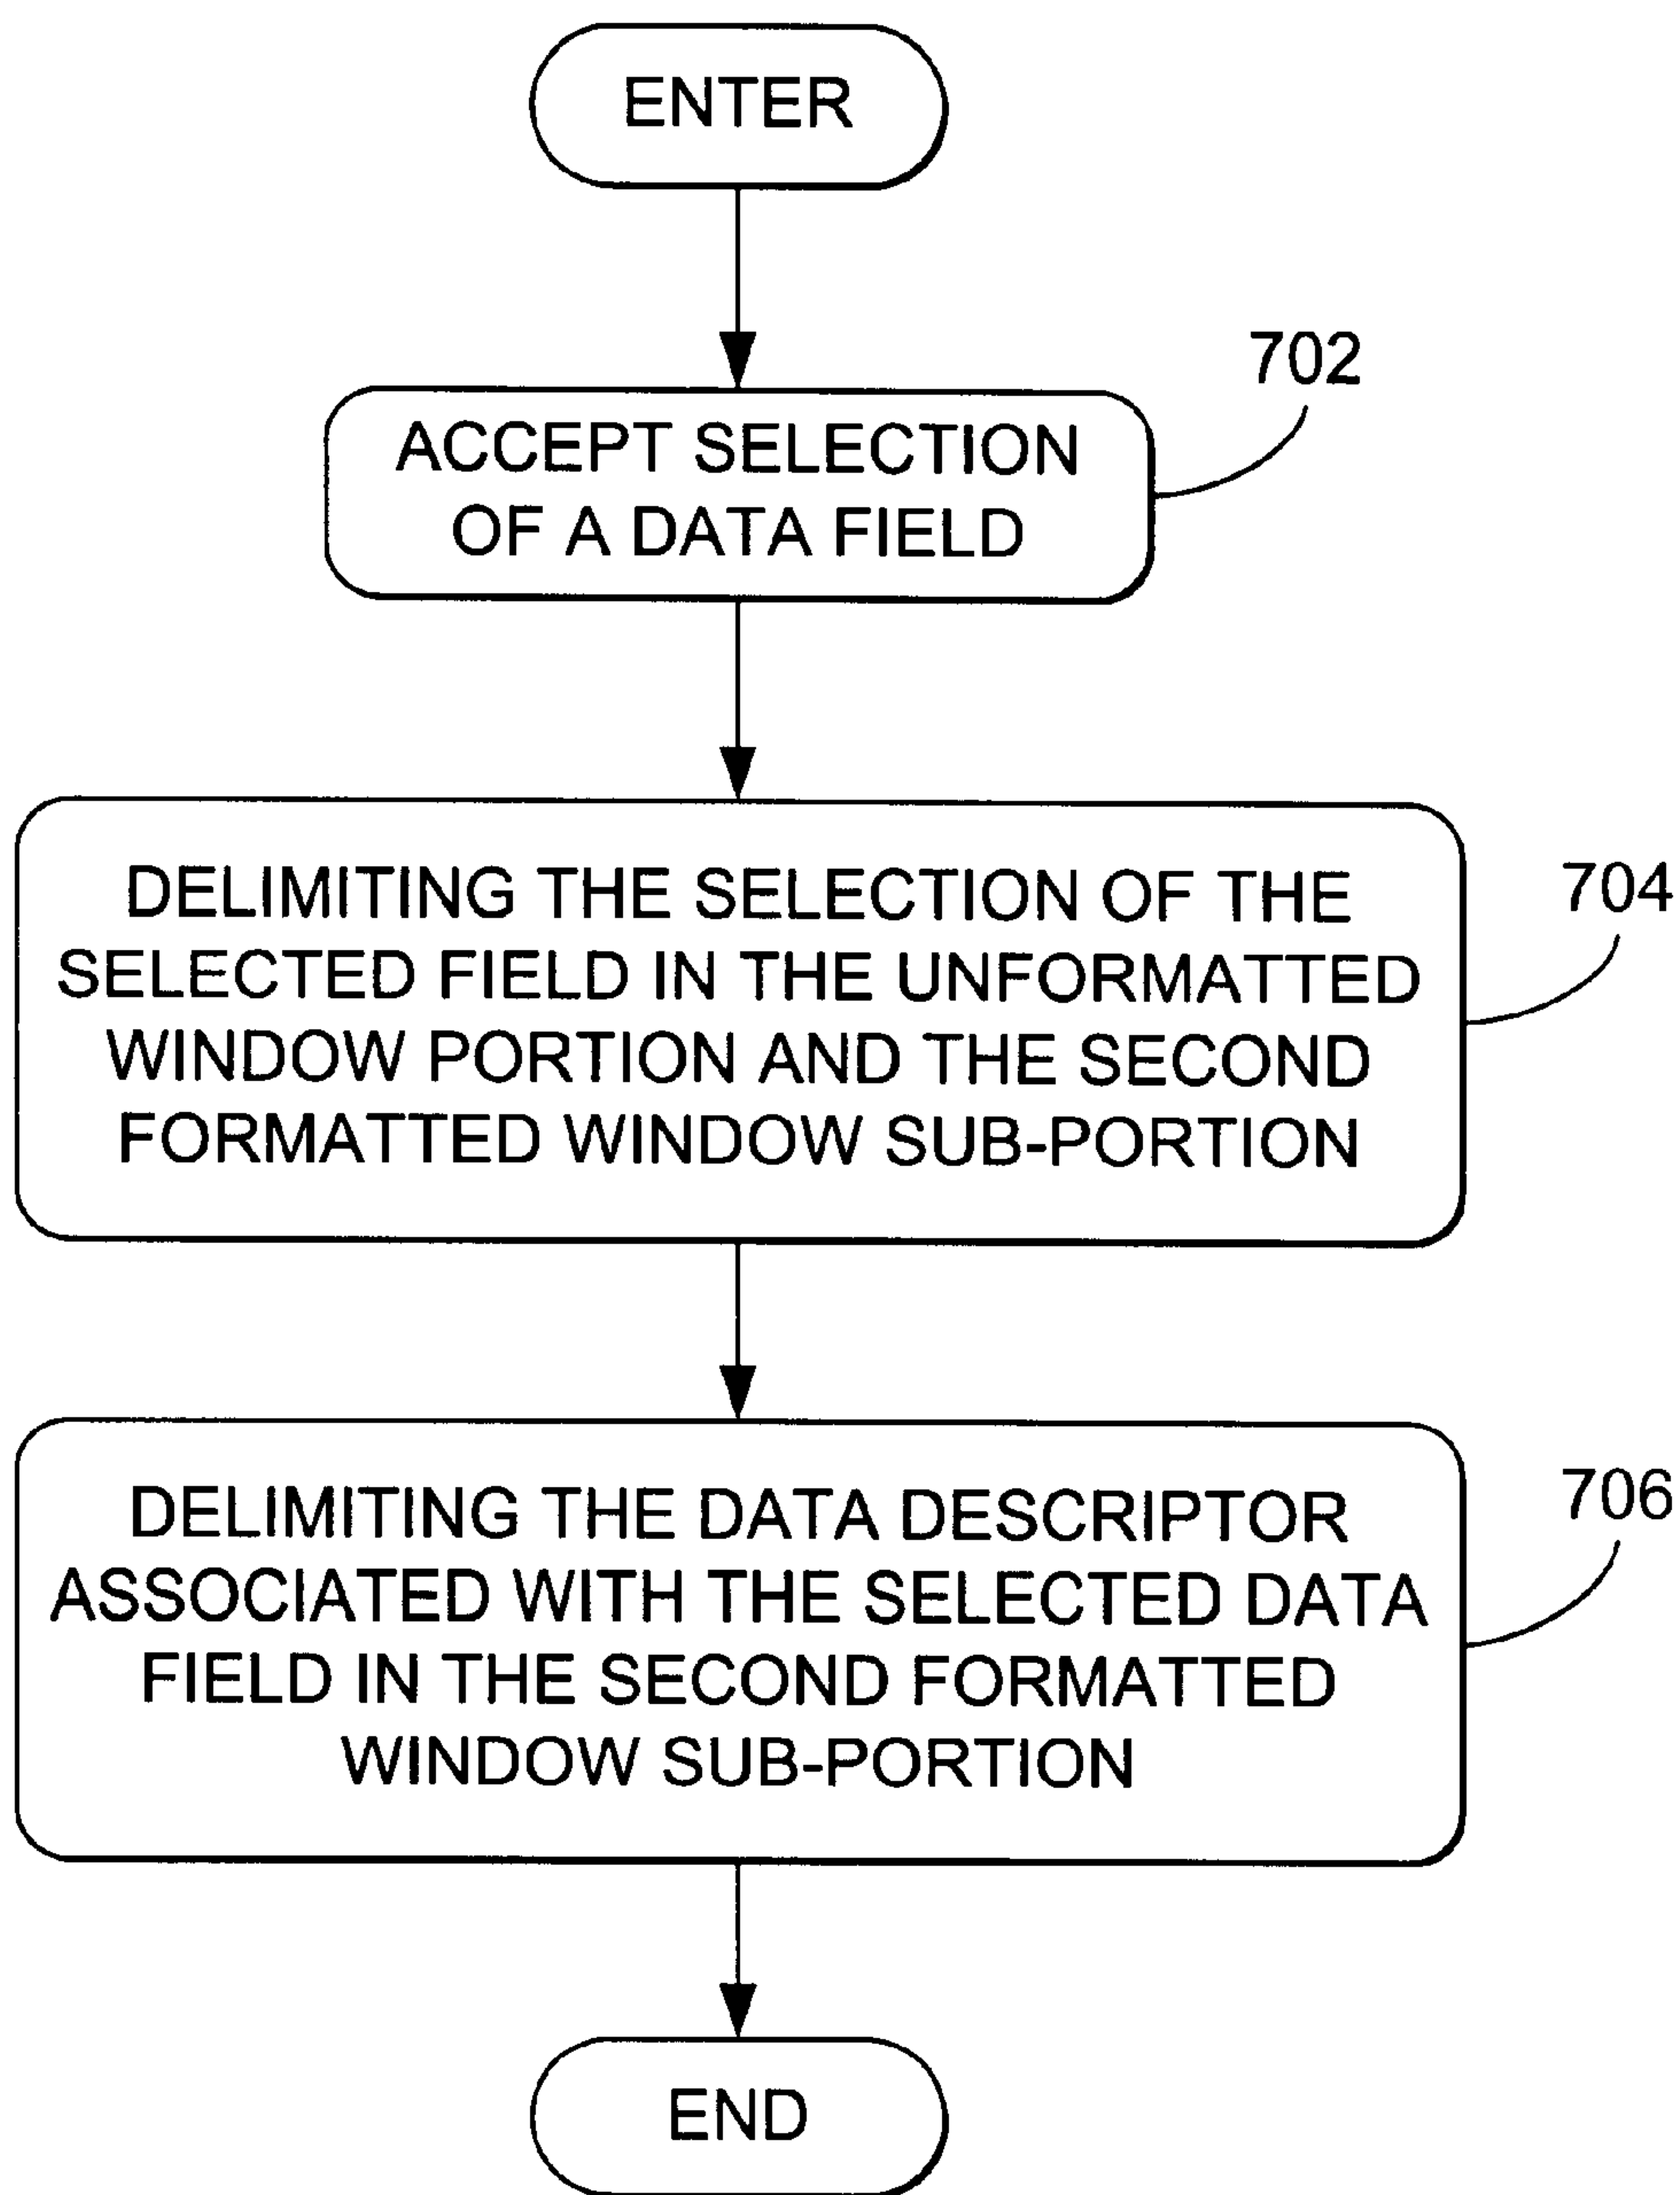 ENTER
702
ACCEPT SELECTION
OF A DATA FIELD
704
DELIMITING THE SELECTION OF THE
SELECTED FIELD IN THE UNFORMATTED
WINDOW PORTION AND THE SECOND
FORMATTED WINDOW SUB-PORTION
706
DELIMITING THE DATA DESCRIPTOR
ASSOCIATED WITH THE SELECTED DATA
FIELD IN THE SECOND FORMATTED
WINDOW SUB-PORTION
END